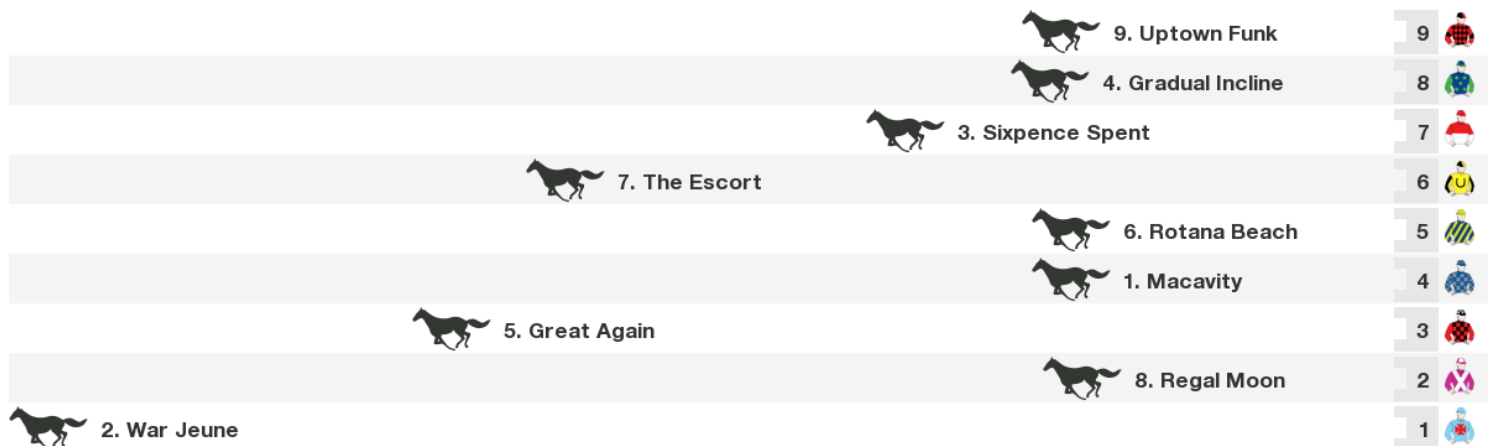 9. Uptown Funk 9
4. Gradual Incline 8
3. Sixpence Spent 7
7. The Escort 6
6. Rotana Beach 5
1. Macavity 4
5. Great Again 3
8. Regal Moon 2
2. War Jeune 1